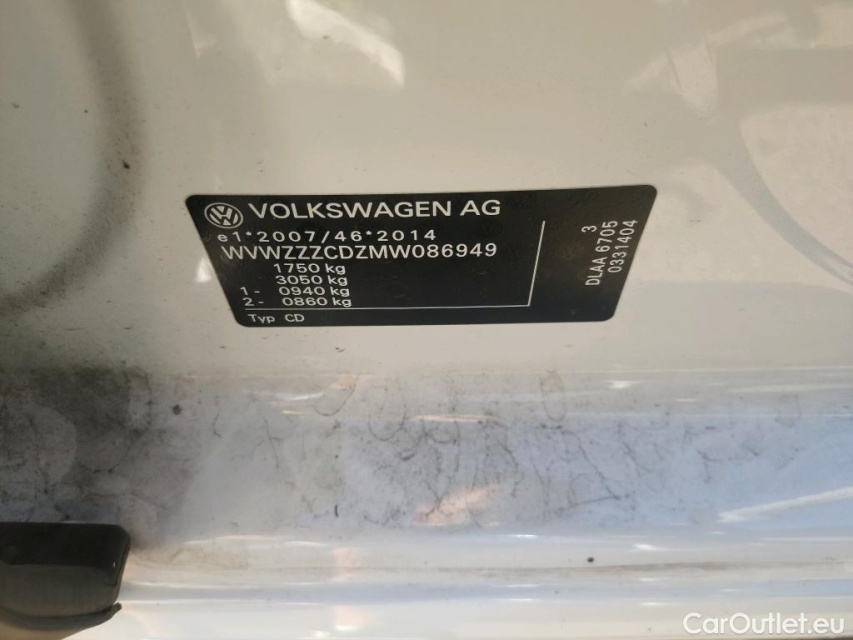 VOLKSWAGEN AG
e1*2007/46*2014
WVWZZZCDZMW086949
1750 kg
3050 kg
1- 0940 kg
2- 0860 kg
Typ CD
3
DLAA 6705
0331404
CarOutlet.eu